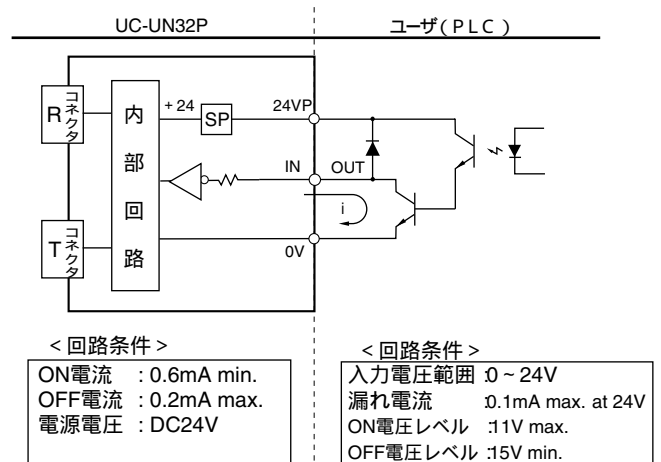 UC-UN32P
ユーザ(PLC)
Rコネクタ
内部回路
+24
SP
24VP
IN
OUT
i
Tコネクタ
0V
<回路条件>
ON電流 : 0.6mA min.
OFF電流 : 0.2mA max.
電源電圧 : DC24V
<回路条件>
入力電圧範囲 :0~24V
漏れ電流 :0.1mA max. at 24V
ON電圧レベル :11V max.
OFF電圧レベル :15V min.